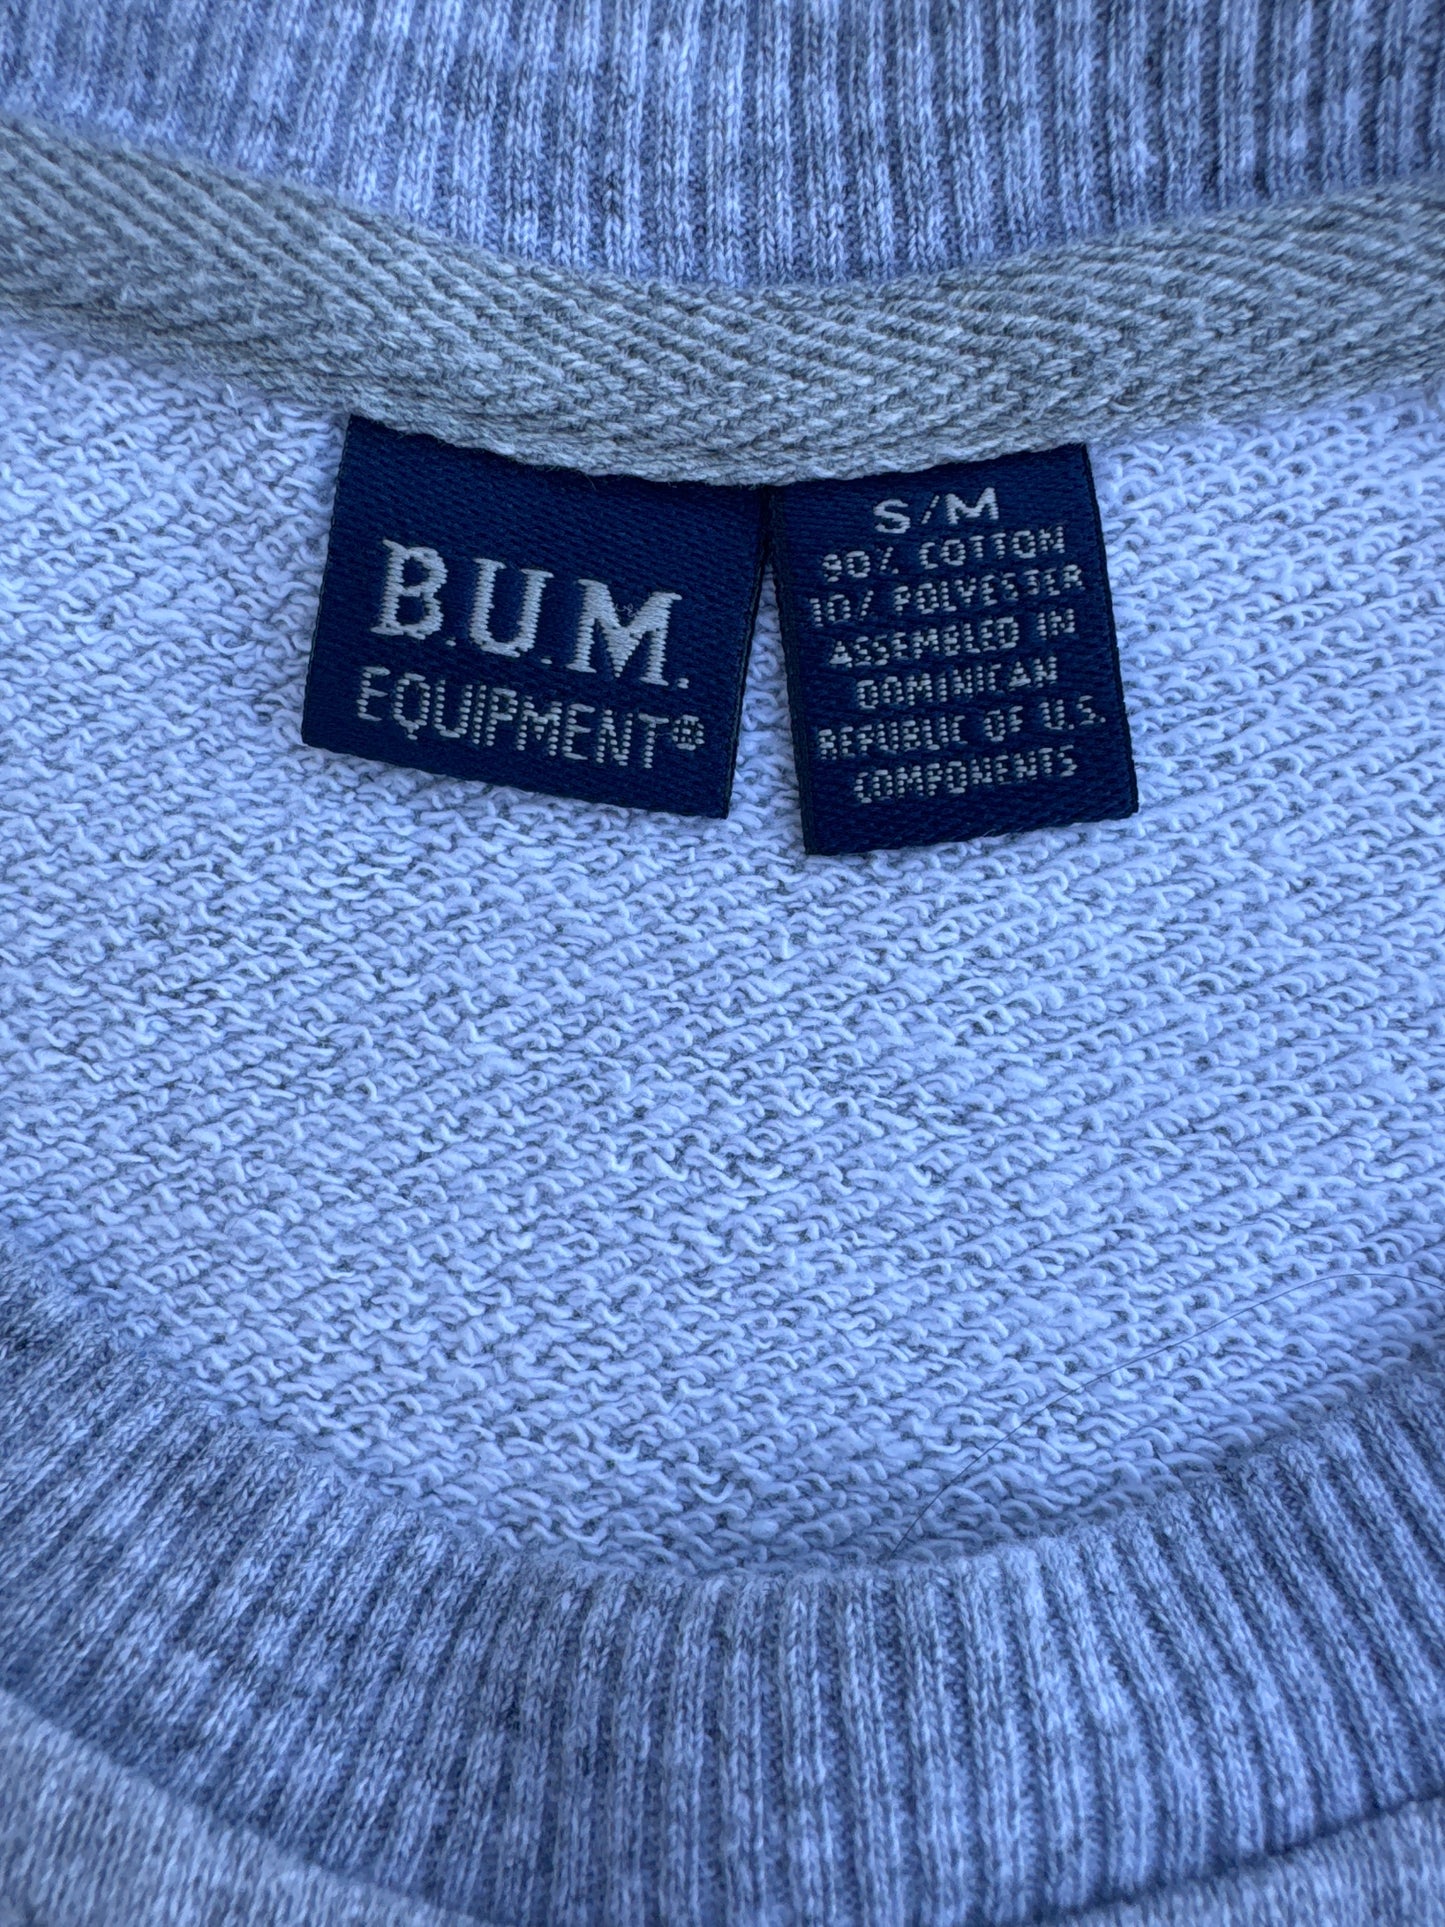 B.U.M.
EQUIPMENT®
S/M
90% COTTON
10% POLYESTER
ASSEMBLED IN
DOMINICAN
REPUBLIC OF U.S.
COMPONENTS